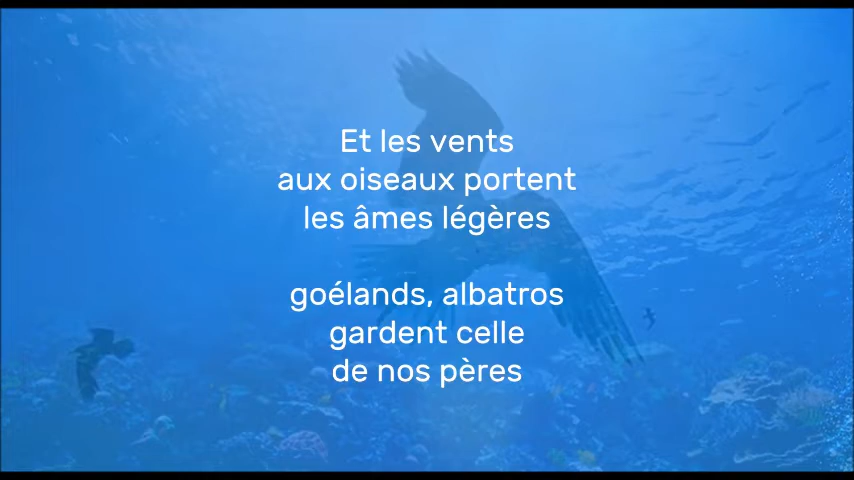 Et les vents
aux oiseaux portent
les âmes légères
goélands, albatros
gardent celle
de nos pères